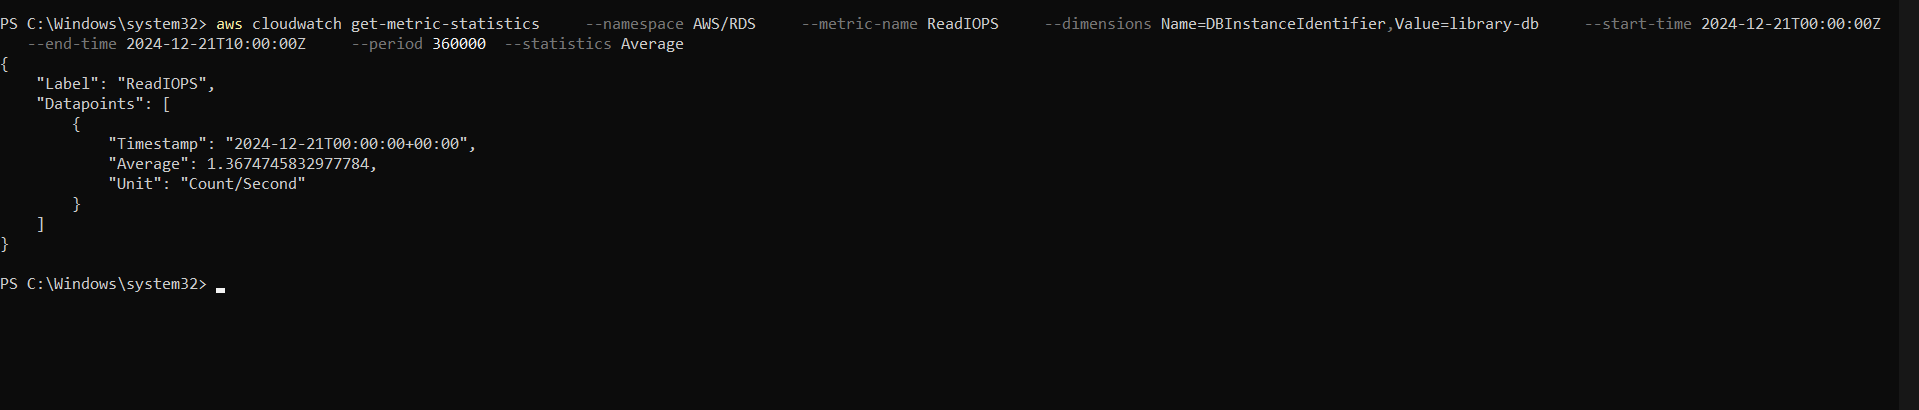 PS C:\Windows\system32> aws cloudwatch get-metric-statistics     --namespace AWS/RDS     --metric-name ReadIOPS     --dimensions Name=DBInstanceIdentifier,Value=library-db     --start-time 2024-12-21T00:00:00Z
   --end-time 2024-12-21T10:00:00Z     --period 360000  --statistics Average
{
    "Label": "ReadIOPS",
    "Datapoints": [
        {
            "Timestamp": "2024-12-21T00:00:00+00:00",
            "Average": 1.3674745832977784,
            "Unit": "Count/Second"
        }
    ]
}
PS C:\Windows\system32>